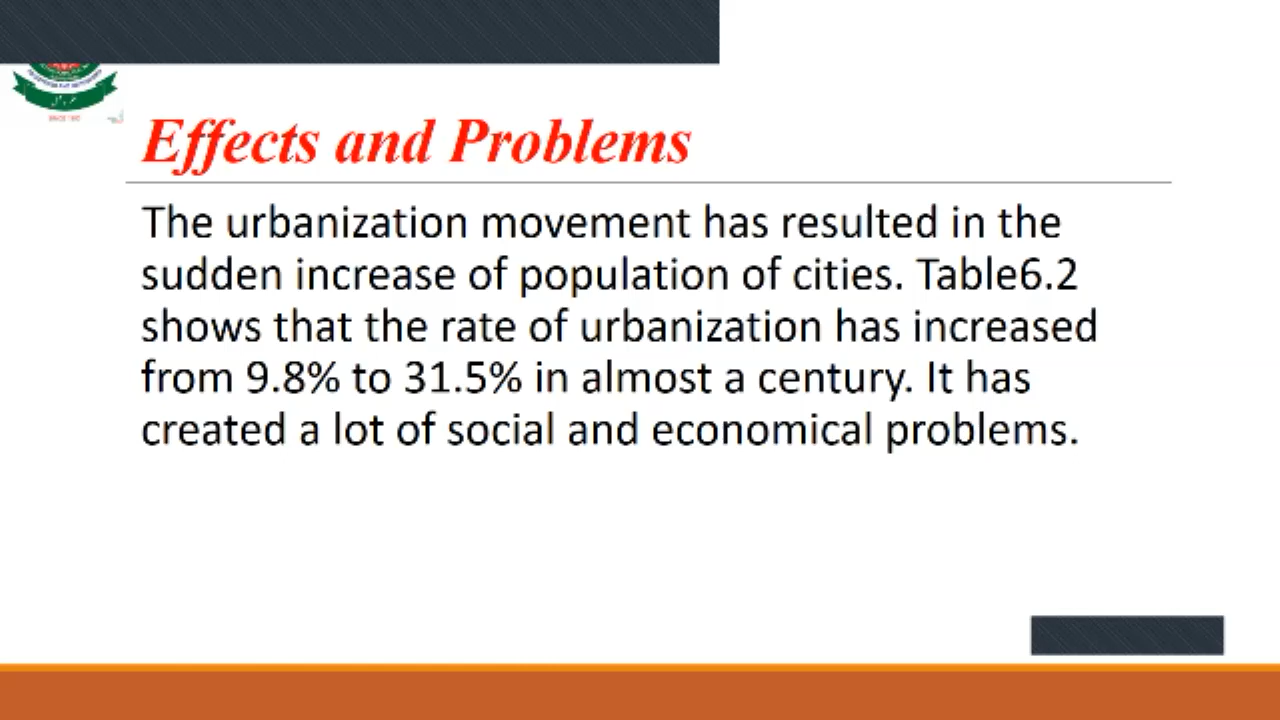 Effects and Problems
The urbanization movement has resulted in the
sudden increase of population of cities. Table6.2
shows that the rate of urbanization has increased
from 9.8% to 31.5% in almost a century. It has
created a lot of social and economical problems.